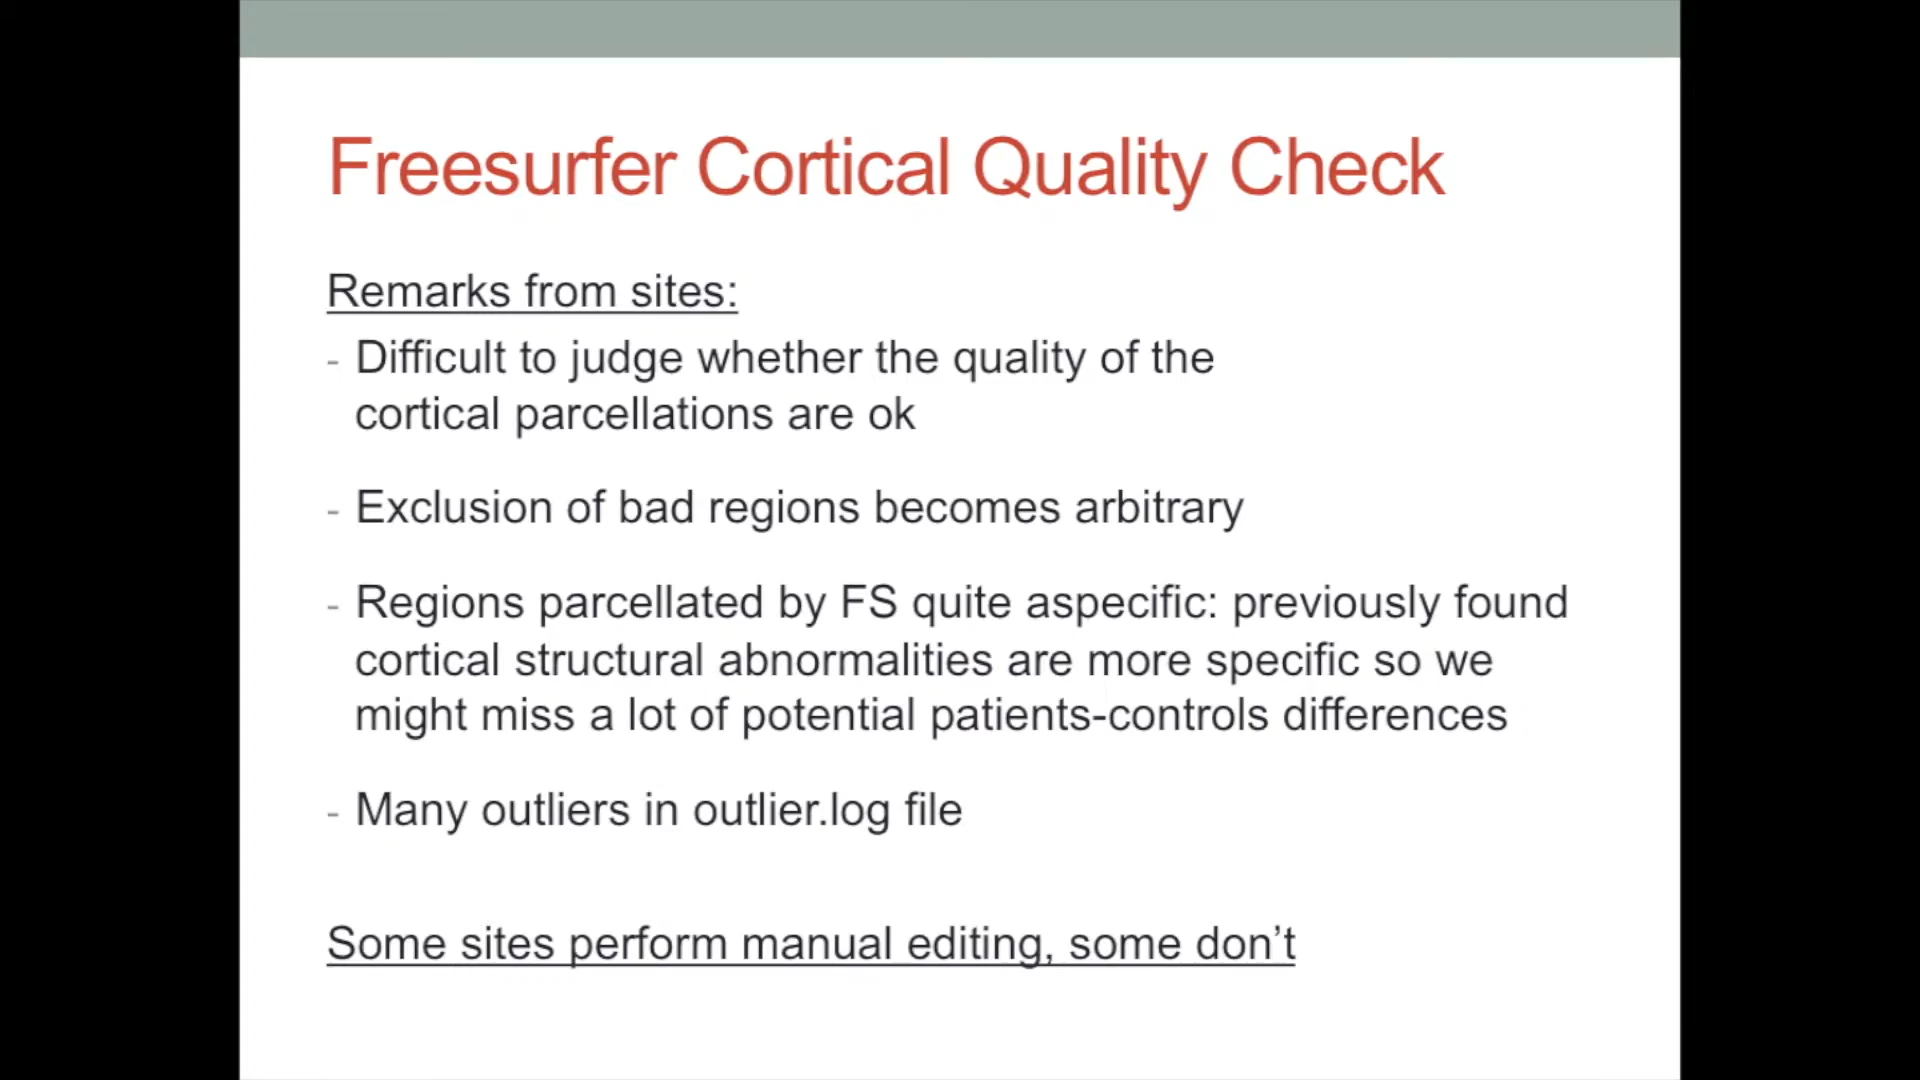 Freesurfer Cortical Quality Check
Remarks from sites:
- Difficult to judge whether the quality of the
cortical parcellations are ok
- Exclusion of bad regions becomes arbitrary
- Regions parcellated by FS quite aspecific: previously found
cortical structural abnormalities are more specific so we
might miss a lot of potential patients-controls differences
- Many outliers in outlier.log file
Some sites perform manual editing, some don’t